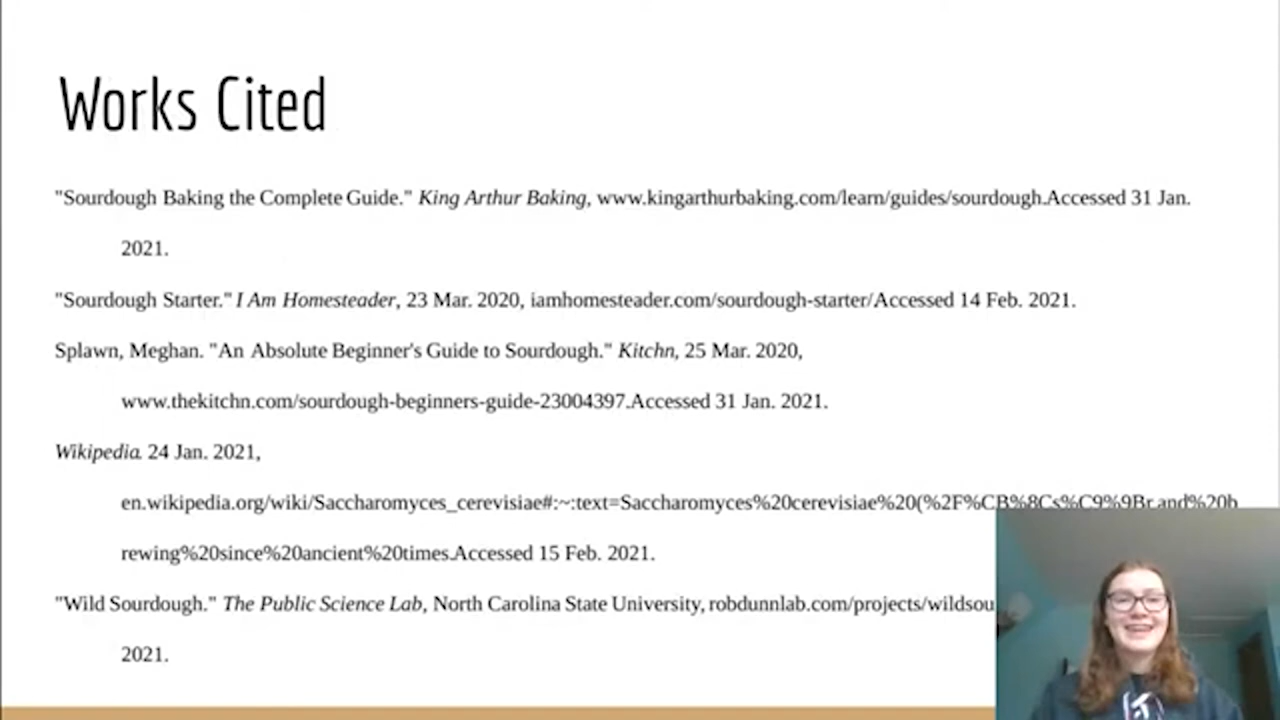 Works Cited
"Sourdough Baking the Complete Guide." King Arthur Baking, www.kingarthurbaking.com/learn/guides/sourdough.Accessed 31 Jan.
2021.
"Sourdough Starter." I Am Homesteader, 23 Mar. 2020, iamhomesteader.com/sourdough-starter/Accessed 14 Feb. 2021.
Splawn, Meghan. "An Absolute Beginner's Guide to Sourdough." Kitchn, 25 Mar. 2020,
www.thekitchn.com/sourdough-beginners-guide-23004397.Accessed 31 Jan. 2021.
Wikipedia. 24 Jan. 2021,
en.wikipedia.org/wiki/Saccharomyces_cerevisiae#:~:text=Saccharomyces%20cerevisiae%20(%2F%CB%8Cs%C9%9Br,and%20b
rewing%20since%20ancient%20times.Accessed 15 Feb. 2021.
"Wild Sourdough." The Public Science Lab, North Carolina State University, robdunnlab.com/projects/wildsou
2021.